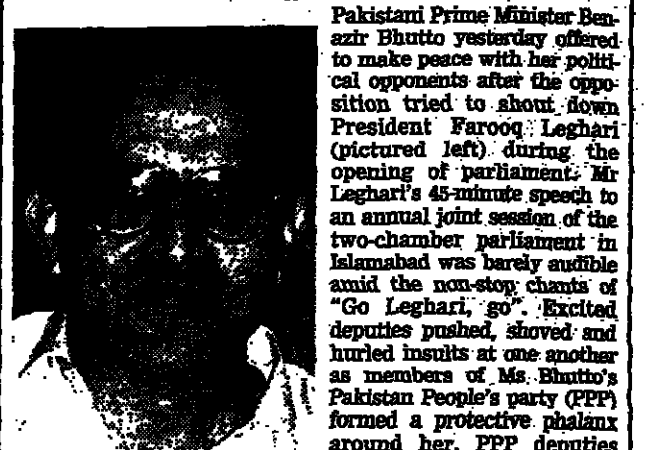 Pakistani Prime Minister Ben-
azir Bhutto yesterday offered
to make peace with her politi-
cal opponents after the oppo-
sition tried to shout down
President Farooq Leghari
(pictured left) during the
opening of parliament. Mr
Leghari's 45-minute speech to
an annual joint session of the
two-chamber parliament in
Islamabad was barely audible
amid the non-stop chants of
"Go Leghari, go". Excited
deputies pushed, shoved and
hurled insults at one another
as members of Ms Bhutto's
Pakistan People's party (PPP)
formed a protective phalanx
around her. PPP deputies